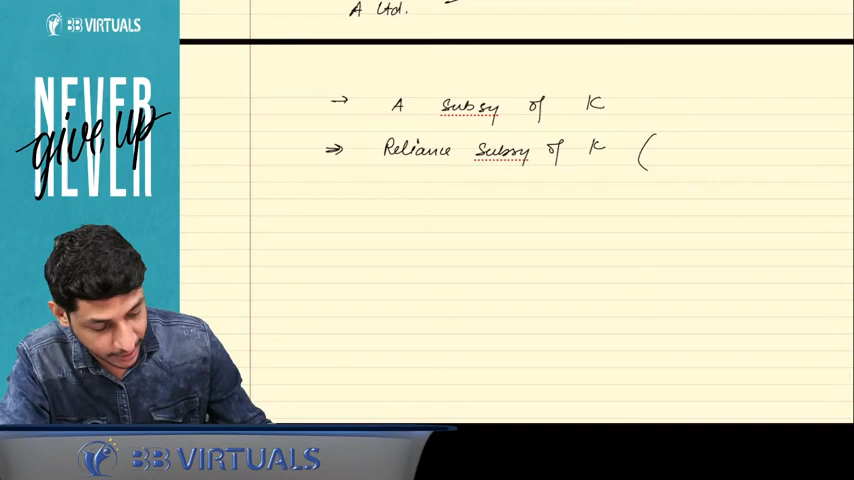 A Ltd.
BB VIRTUALS
NEVER
give up
NEVER
→ A subsy of K
⇒ Reliance Subsy of K (
BB VIRTUALS